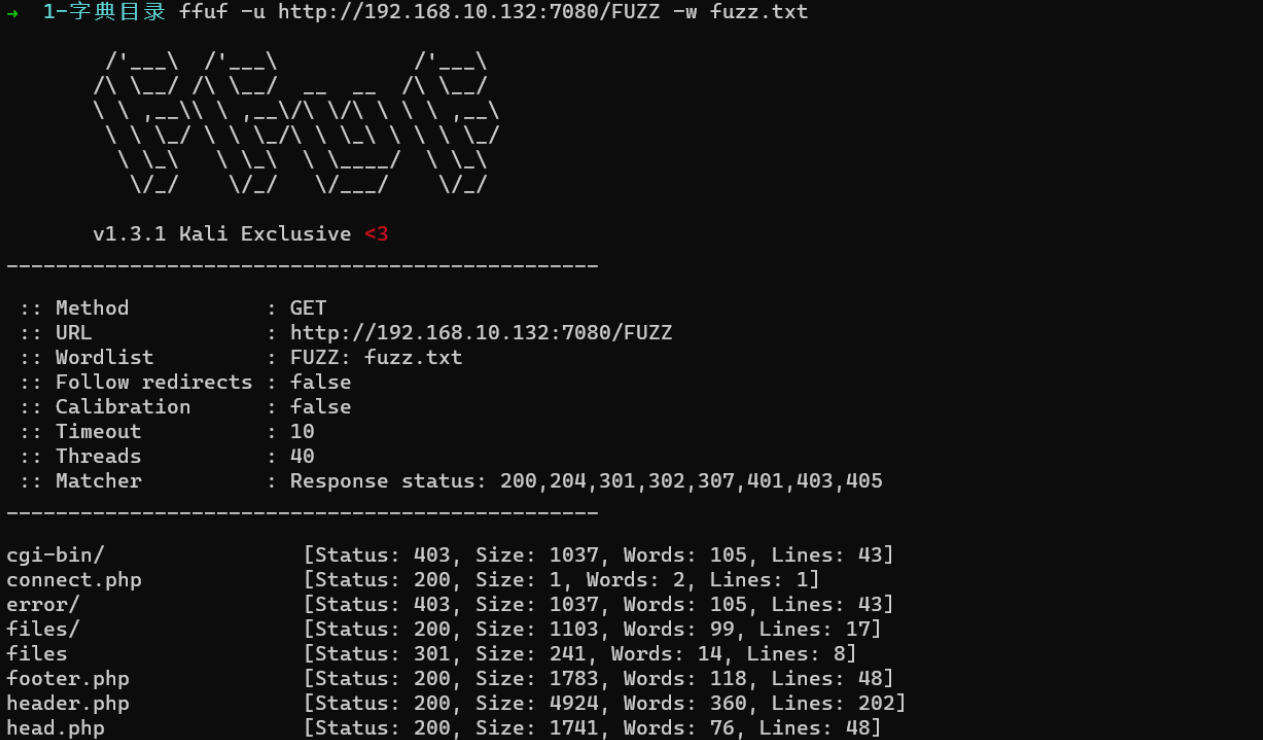 → 1-字典目录 ffuf -u http://192.168.10.132:7080/FUZZ -w fuzz.txt
        /'___\  /'___\           /'___\
       /\ \__/ /\ \__/  __  __  /\ \__/
       \ \ ,__\\ \ ,__\/\ \/\ \ \ \ ,__\
        \ \ \_/ \ \ \_/\ \ \_\ \ \ \ \_/
         \ \_\   \ \_\  \ \____/  \ \_\
          \/_/    \/_/   \/___/    \/_/
v1.3.1 Kali Exclusive <3
________________________________________________
:: Method : GET
:: URL : http://192.168.10.132:7080/FUZZ
:: Wordlist : FUZZ: fuzz.txt
:: Follow redirects : false
:: Calibration : false
:: Timeout : 10
:: Threads : 40
:: Matcher : Response status: 200,204,301,302,307,401,403,405
________________________________________________
cgi-bin/ [Status: 403, Size: 1037, Words: 105, Lines: 43]
connect.php [Status: 200, Size: 1, Words: 2, Lines: 1]
error/ [Status: 403, Size: 1037, Words: 105, Lines: 43]
files/ [Status: 200, Size: 1103, Words: 99, Lines: 17]
files [Status: 301, Size: 241, Words: 14, Lines: 8]
footer.php [Status: 200, Size: 1783, Words: 118, Lines: 48]
header.php [Status: 200, Size: 4924, Words: 360, Lines: 202]
head.php [Status: 200, Size: 1741, Words: 76, Lines: 48]